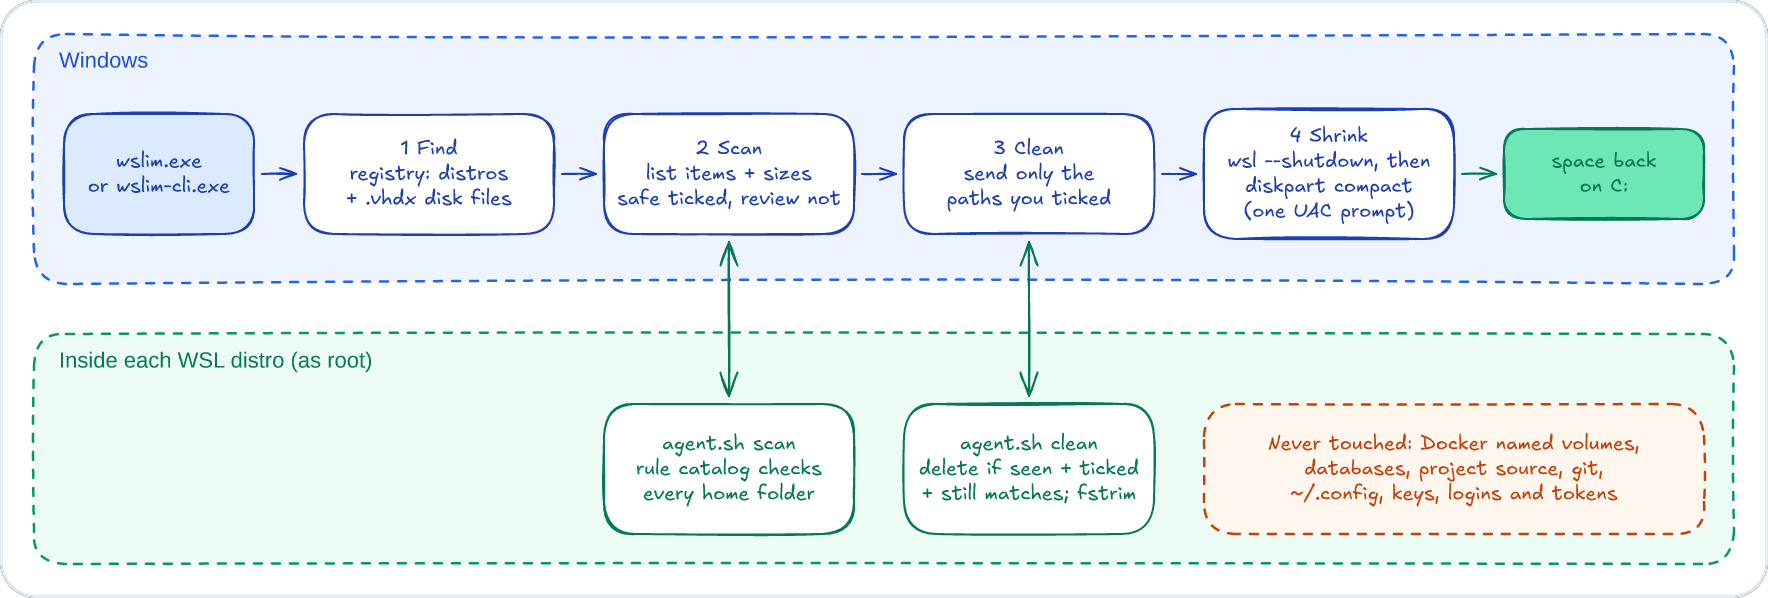 Windows
wslim.exe
or wslim-cli.exe
1 Find
registry: distros
+ .vhdx disk files
2 Scan
list items + sizes
safe ticked, review not
3 Clean
send only the
paths you ticked
4 Shrink
wsl --shutdown, then
diskpart compact
(one UAC prompt)
space back
on C:
Inside each WSL distro (as root)
agent.sh scan
rule catalog checks
every home folder
agent.sh clean
delete if seen + ticked
+ still matches; fstrim
Never touched: Docker named volumes,
databases, project source, git,
~/.config, keys, logins and tokens